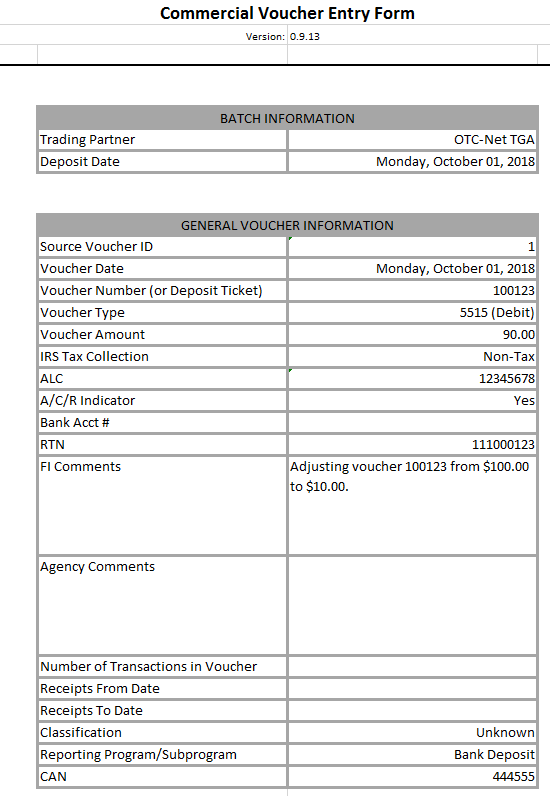 Commercial Voucher Entry Form
Version: 0.9.13
BATCH INFORMATION
Trading Partner OTC-Net TGA
Deposit Date Monday, October 01, 2018
GENERAL VOUCHER INFORMATION
Source Voucher ID 1
Voucher Date Monday, October 01, 2018
Voucher Number (or Deposit Ticket) 100123
Voucher Type 5515 (Debit)
Voucher Amount 90.00
IRS Tax Collection Non-Tax
ALC 12345678
A/C/R Indicator Yes
Bank Acct #
RTN 111000123
FI Comments Adjusting voucher 100123 from $100.00
to $10.00.
Agency Comments
Number of Transactions in Voucher
Receipts From Date
Receipts To Date
Classification Unknown
Reporting Program/Subprogram Bank Deposit
CAN 444555